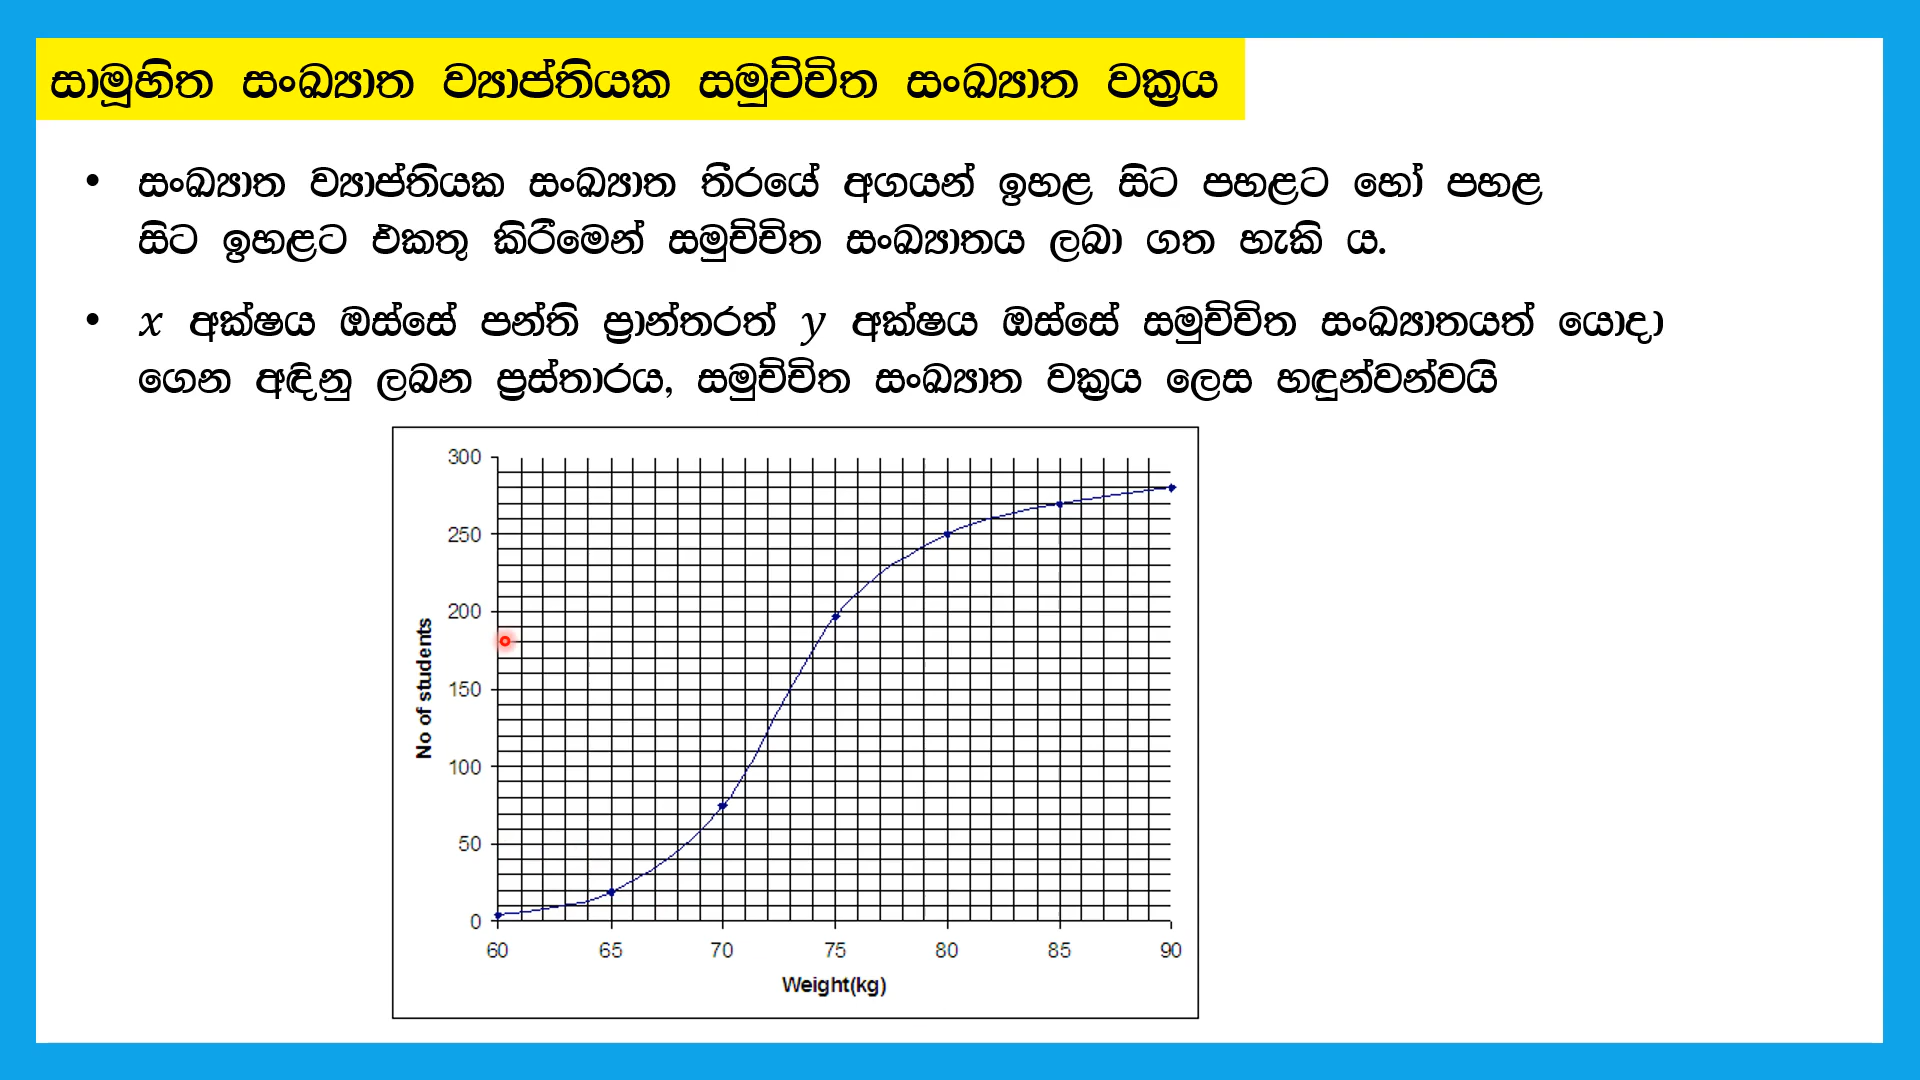 සාමූහිත සංඛ්‍යාත ව්‍යාප්තියක සමුච්චිත සංඛ්‍යාත වක්‍රය
• සංඛ්‍යාත ව්‍යාප්තියක සංඛ්‍යාත තීරයේ අගයන් ඉහළ සිට පහළට හෝ පහළ
සිට ඉහළට එකතු කිරීමෙන් සමුච්චිත සංඛ්‍යාතය ලබා ගත හැකි ය.
• x අක්ෂය ඔස්සේ පන්ති ප්‍රාන්තරත් y අක්ෂය ඔස්සේ සමුච්චිත සංඛ්‍යාතයත් යොදා
ගෙන අඳිනු ලබන ප්‍රස්තාරය, සමුච්චිත සංඛ්‍යාත වක්‍රය ලෙස හඳුන්වන්වයි
300
250
200
150
100
50
0
No of students
60 65 70 75 80 85 90
Weight(kg)